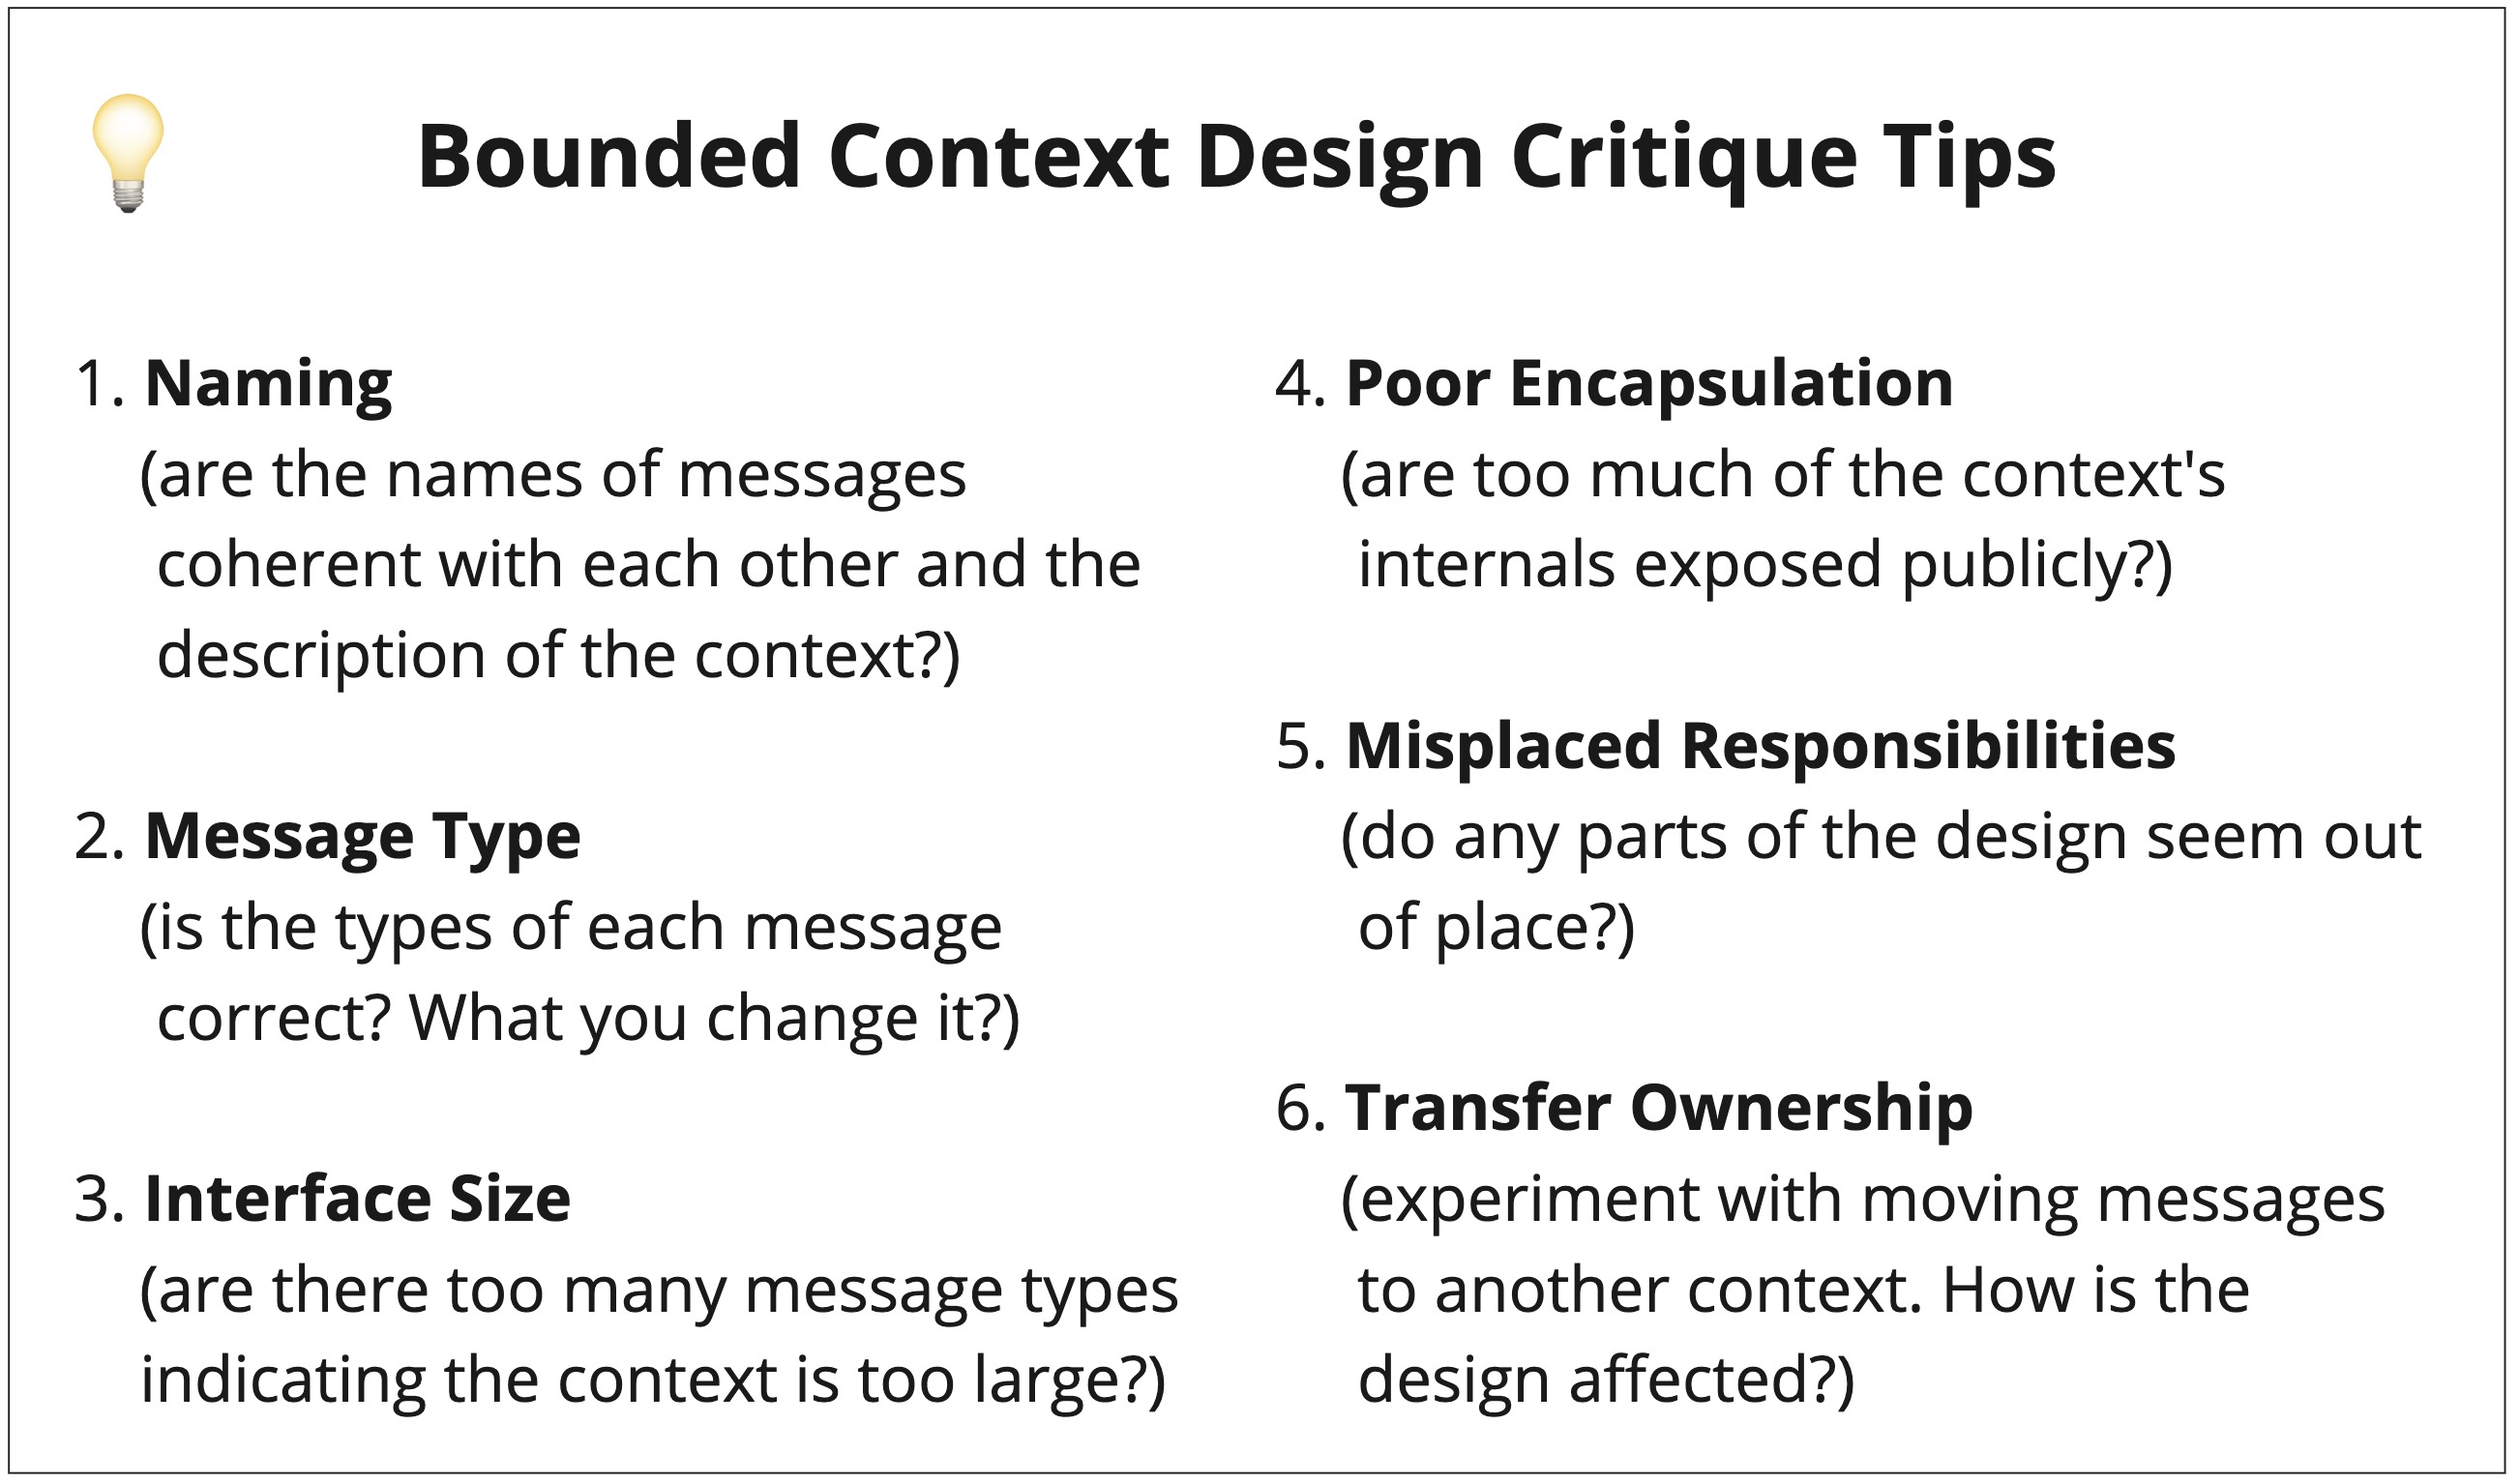 Bounded Context Design Critique Tips
1. Naming
(are the names of messages
coherent with each other and the
description of the context?)
2. Message Type
(is the types of each message
correct? What you change it?)
3. Interface Size
(are there too many message types
indicating the context is too large?)
4. Poor Encapsulation
(are too much of the context's
internals exposed publicly?)
5. Misplaced Responsibilities
(do any parts of the design seem out
of place?)
6. Transfer Ownership
(experiment with moving messages
to another context. How is the
design affected?)